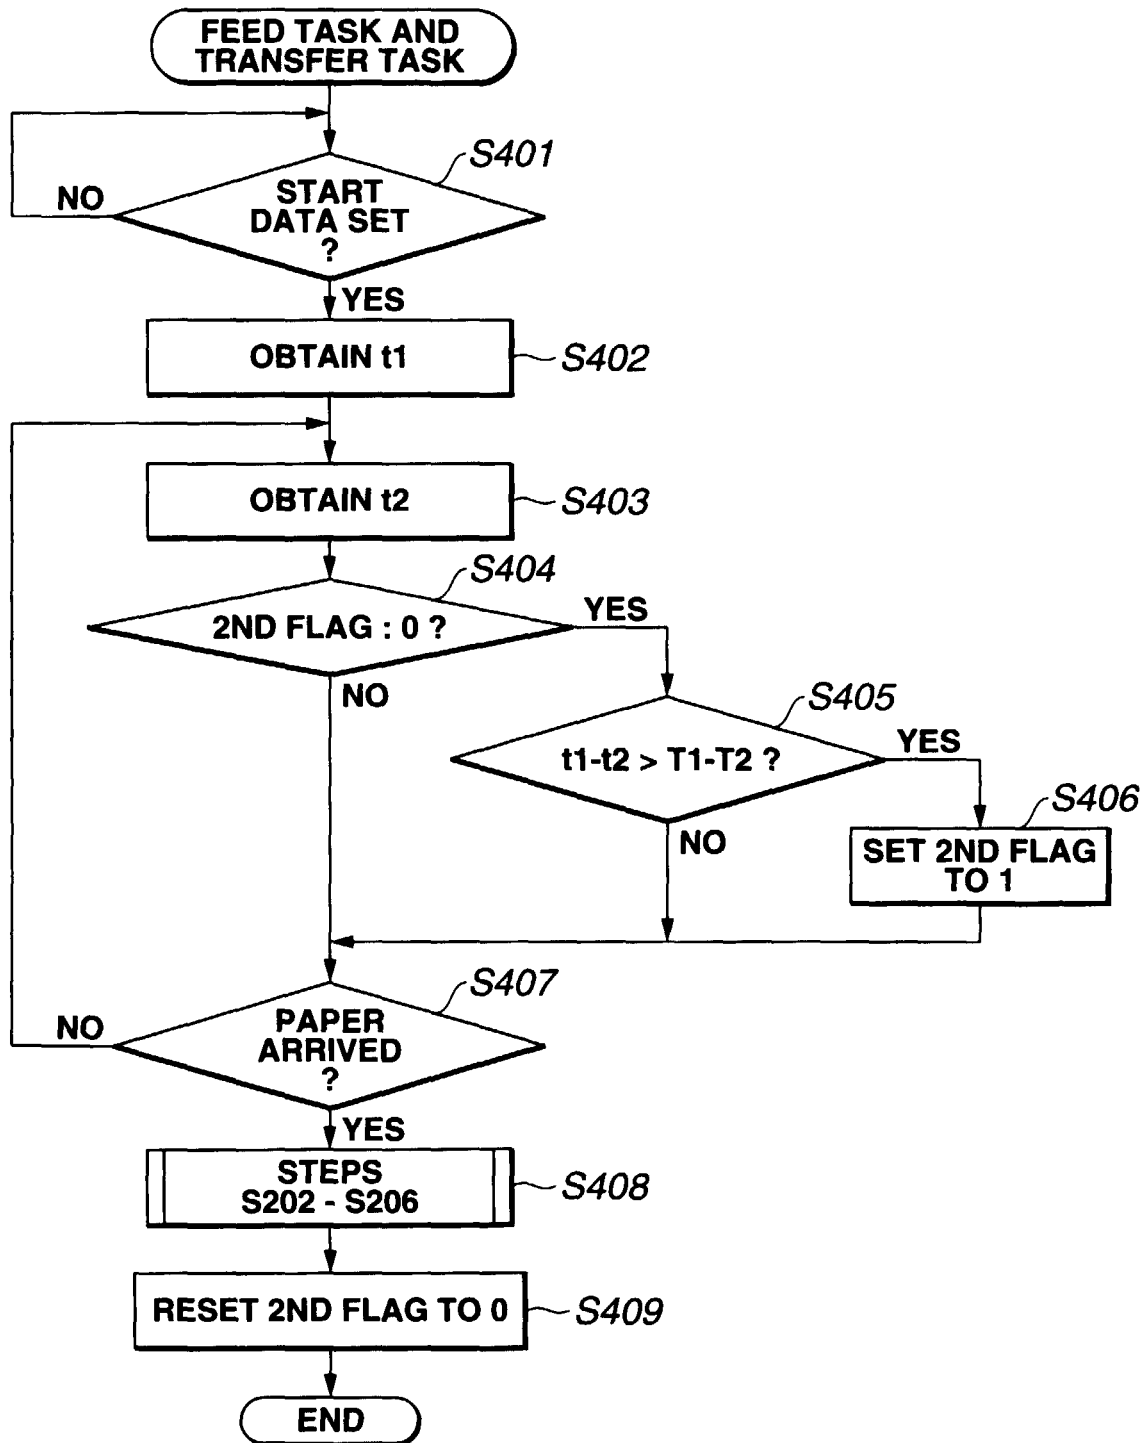 FEED TASK AND
TRANSFER TASK
S401
NO
START
DATA SET
?
YES
OBTAIN t1
S402
OBTAIN t2
S403
S404
2ND FLAG : 0 ?
YES
NO
S405
t1-t2 > T1-T2 ?
YES
NO
S406
SET 2ND FLAG
TO 1
S407
NO
PAPER
ARRIVED
?
YES
STEPS
S202 - S206
S408
RESET 2ND FLAG TO 0
S409
END